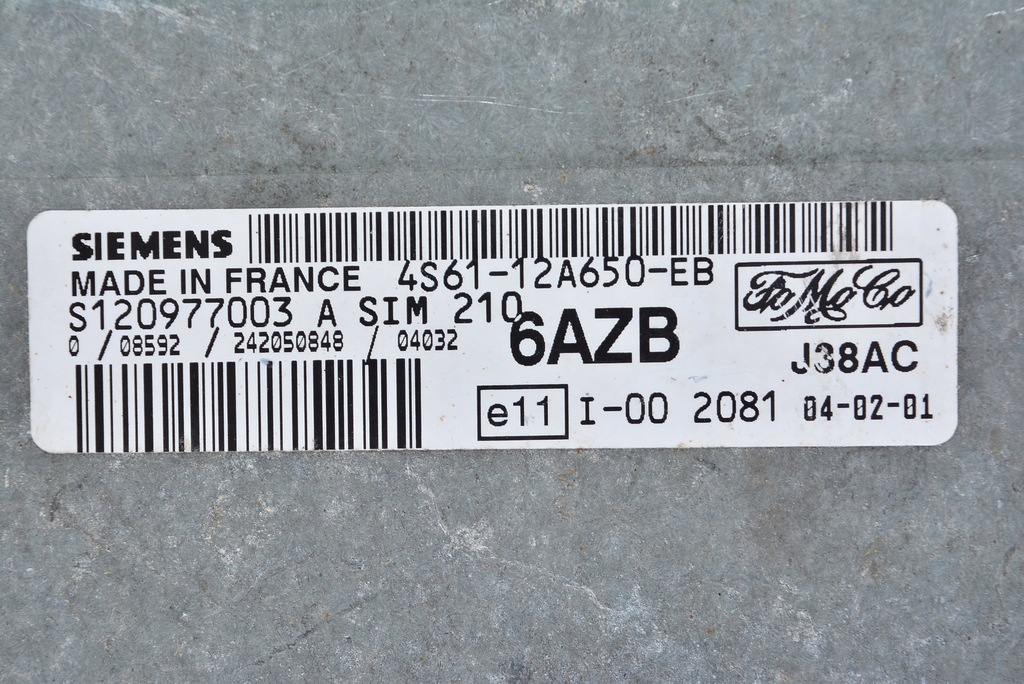 SIEMENS
MADE IN FRANCE 4S61-12A650-EB
FoMoCo
S120977003 A SIM 210
6AZB
J38AC
0 / 08592 / 242050848 / 04032
e11 I-00 2081 04-02-01